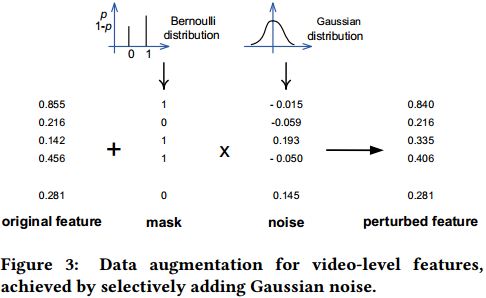 p
1-p
0 1
Bernoulli
distribution
Gaussian
distribution
0.855 1 - 0.015 0.840
0.216 0 -0.059 0.216
0.142 1 0.193 0.335
0.456 + 1 x - 0.050 0.406
0.281 0 0.145 0.281
original feature mask noise perturbed feature
Figure 3: Data augmentation for video-level features,
achieved by selectively adding Gaussian noise.